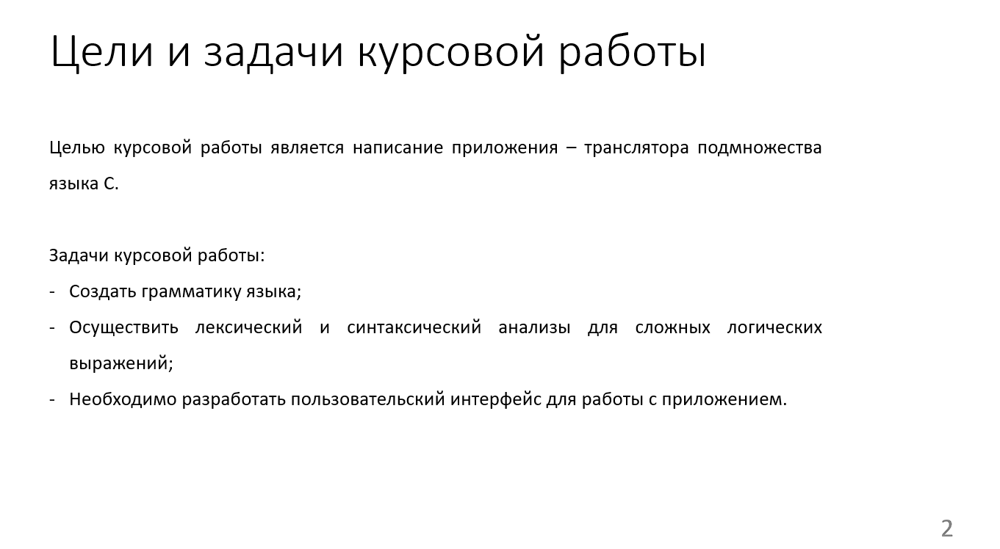 Цели и задачи курсовой работы
Целью курсовой работы является написание приложения – транслятора подмножества
языка С.
Задачи курсовой работы:
- Создать грамматику языка;
- Осуществить лексический и синтаксический анализы для сложных логических
выражений;
- Необходимо разработать пользовательский интерфейс для работы с приложением.
2